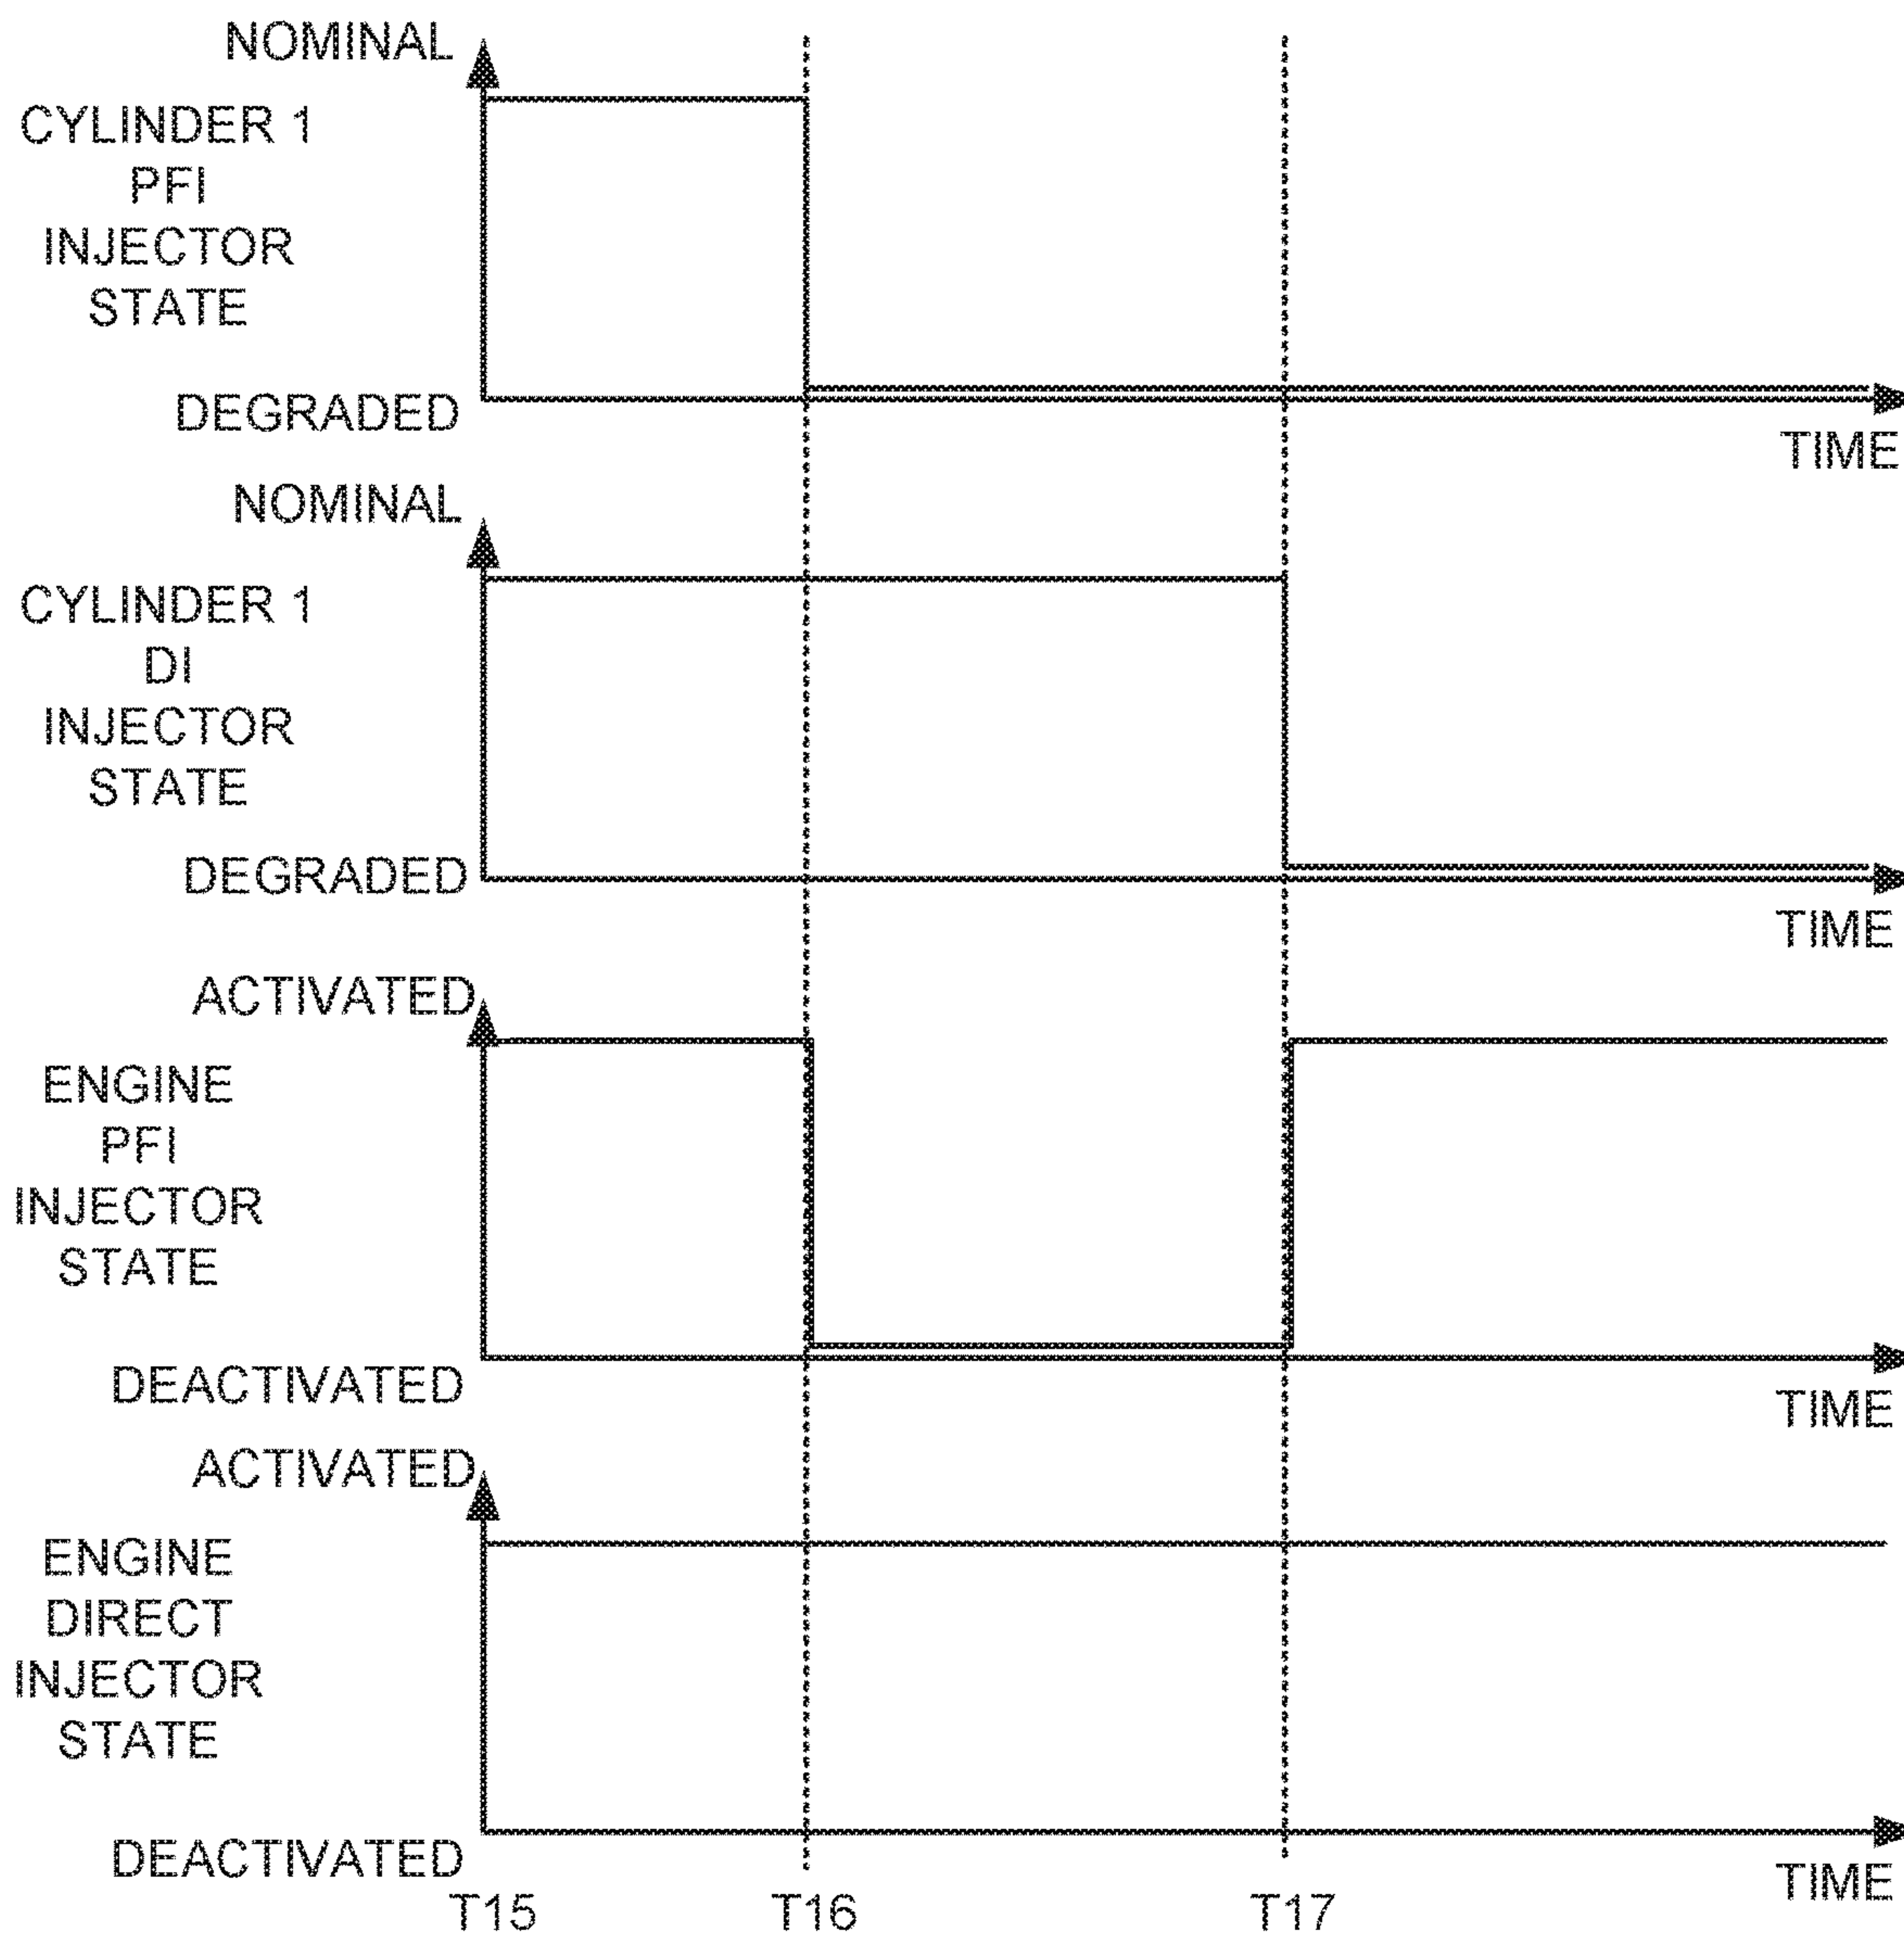 NOMINAL
CYLINDER 1
PFI
INJECTOR
STATE
DEGRADED
TIME
NOMINAL
CYLINDER 1
DI
INJECTOR
STATE
DEGRADED
TIME
ACTIVATED
ENGINE
PFI
INJECTOR
STATE
DEACTIVATED
TIME
ACTIVATED
ENGINE
DIRECT
INJECTOR
STATE
DEACTIVATED
TIME
T15 T16 T17